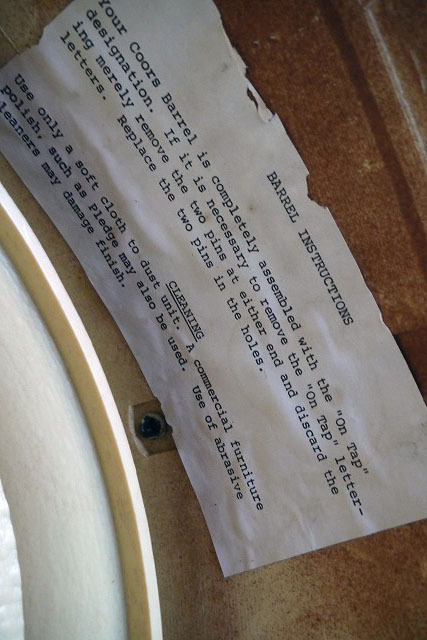 BARREL INSTRUCTIONS
Your Coors Barrel is completely assembled with the "On Tap"
designation. If it is necessary to remove the "On Tap" letter-
ing merely remove the two pins at either end and discard the
letters. Replace the two pins in the holes.
CLEANING
Use only a soft cloth to dust unit. A commercial furniture
polish, such as pledge may also be used. Use of abrasive
cleaners may damage finish.